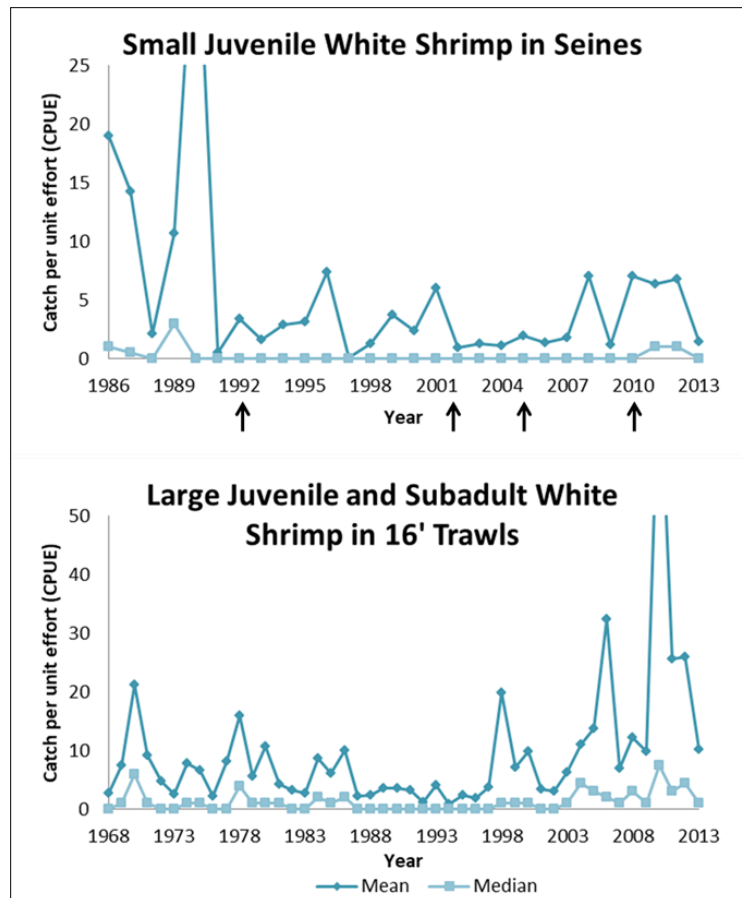 Small Juvenile White Shrimp in Seines
Catch per unit effort (CPUE)
25
20
15
10
5
0
1986 1989 1992 1995 1998 2001 2004 2007 2010 2013
Year
Large Juvenile and Subadult White
Shrimp in 16' Trawls
Catch per unit effort (CPUE)
50
40
30
20
10
0
1968 1973 1978 1983 1988 1993 1998 2003 2008 2013
Year
Mean Median